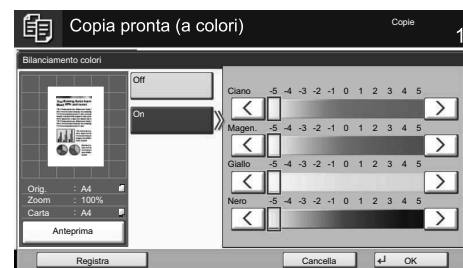 Copia pronta (a colori)
Copie
1
Bilanciamento colori
Off
On
Ciano -5 -4 -3 -2 -1 0 1 2 3 4 5
Magen. -5 -4 -3 -2 -1 0 1 2 3 4 5
Giallo -5 -4 -3 -2 -1 0 1 2 3 4 5
Nero -5 -4 -3 -2 -1 0 1 2 3 4 5
Orig. : A4
Zoom : 100%
Carta : A4
Anteprima
Registra
Cancella
OK